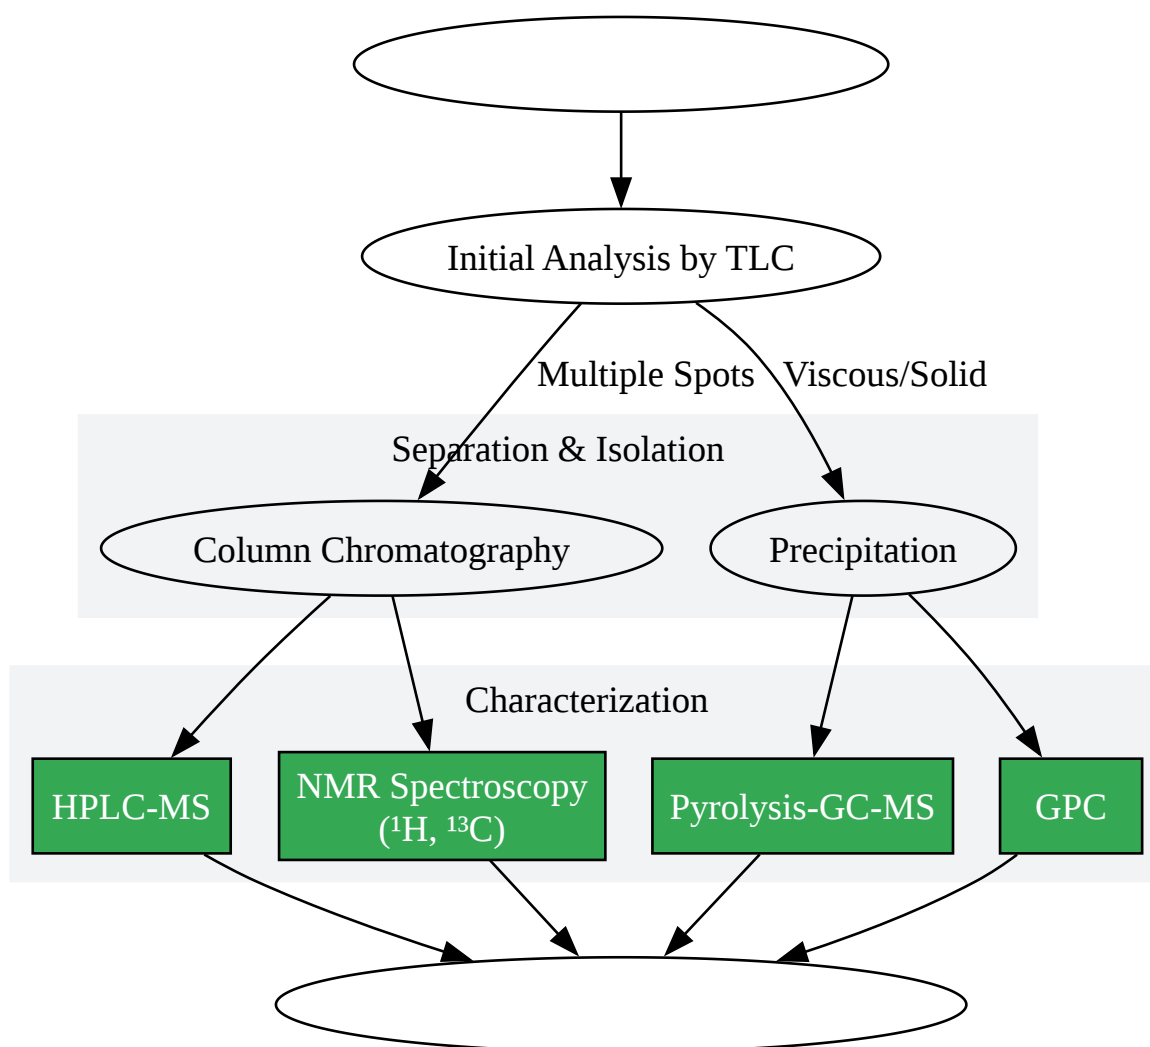 Initial Analysis by TLC
Multiple Spots
Viscous/Solid
Separation & Isolation
Column Chromatography
Precipitation
Characterization
HPLC-MS
NMR Spectroscopy
(¹H, ¹³C)
Pyrolysis-GC-MS
GPC